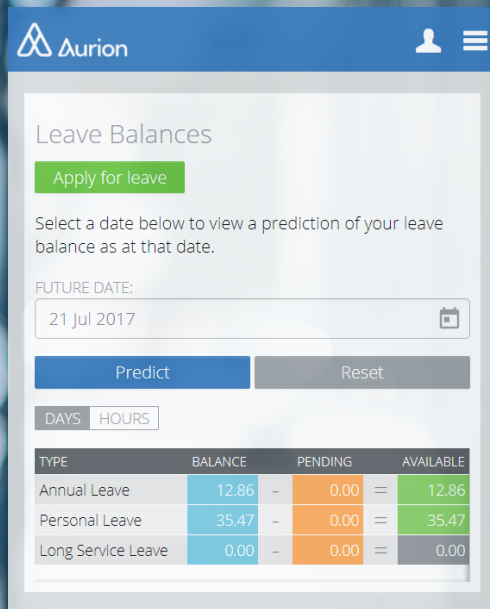 Aurion
Leave Balances
Apply for leave
Select a date below to view a prediction of your leave
balance as at that date.
FUTURE DATE:
21 Jul 2017
Predict Reset
DAYS HOURS
TYPE BALANCE PENDING AVAILABLE
Annual Leave 12.86 - 0.00 = 12.86
Personal Leave 35.47 - 0.00 = 35.47
Long Service Leave 0.00 - 0.00 = 0.00